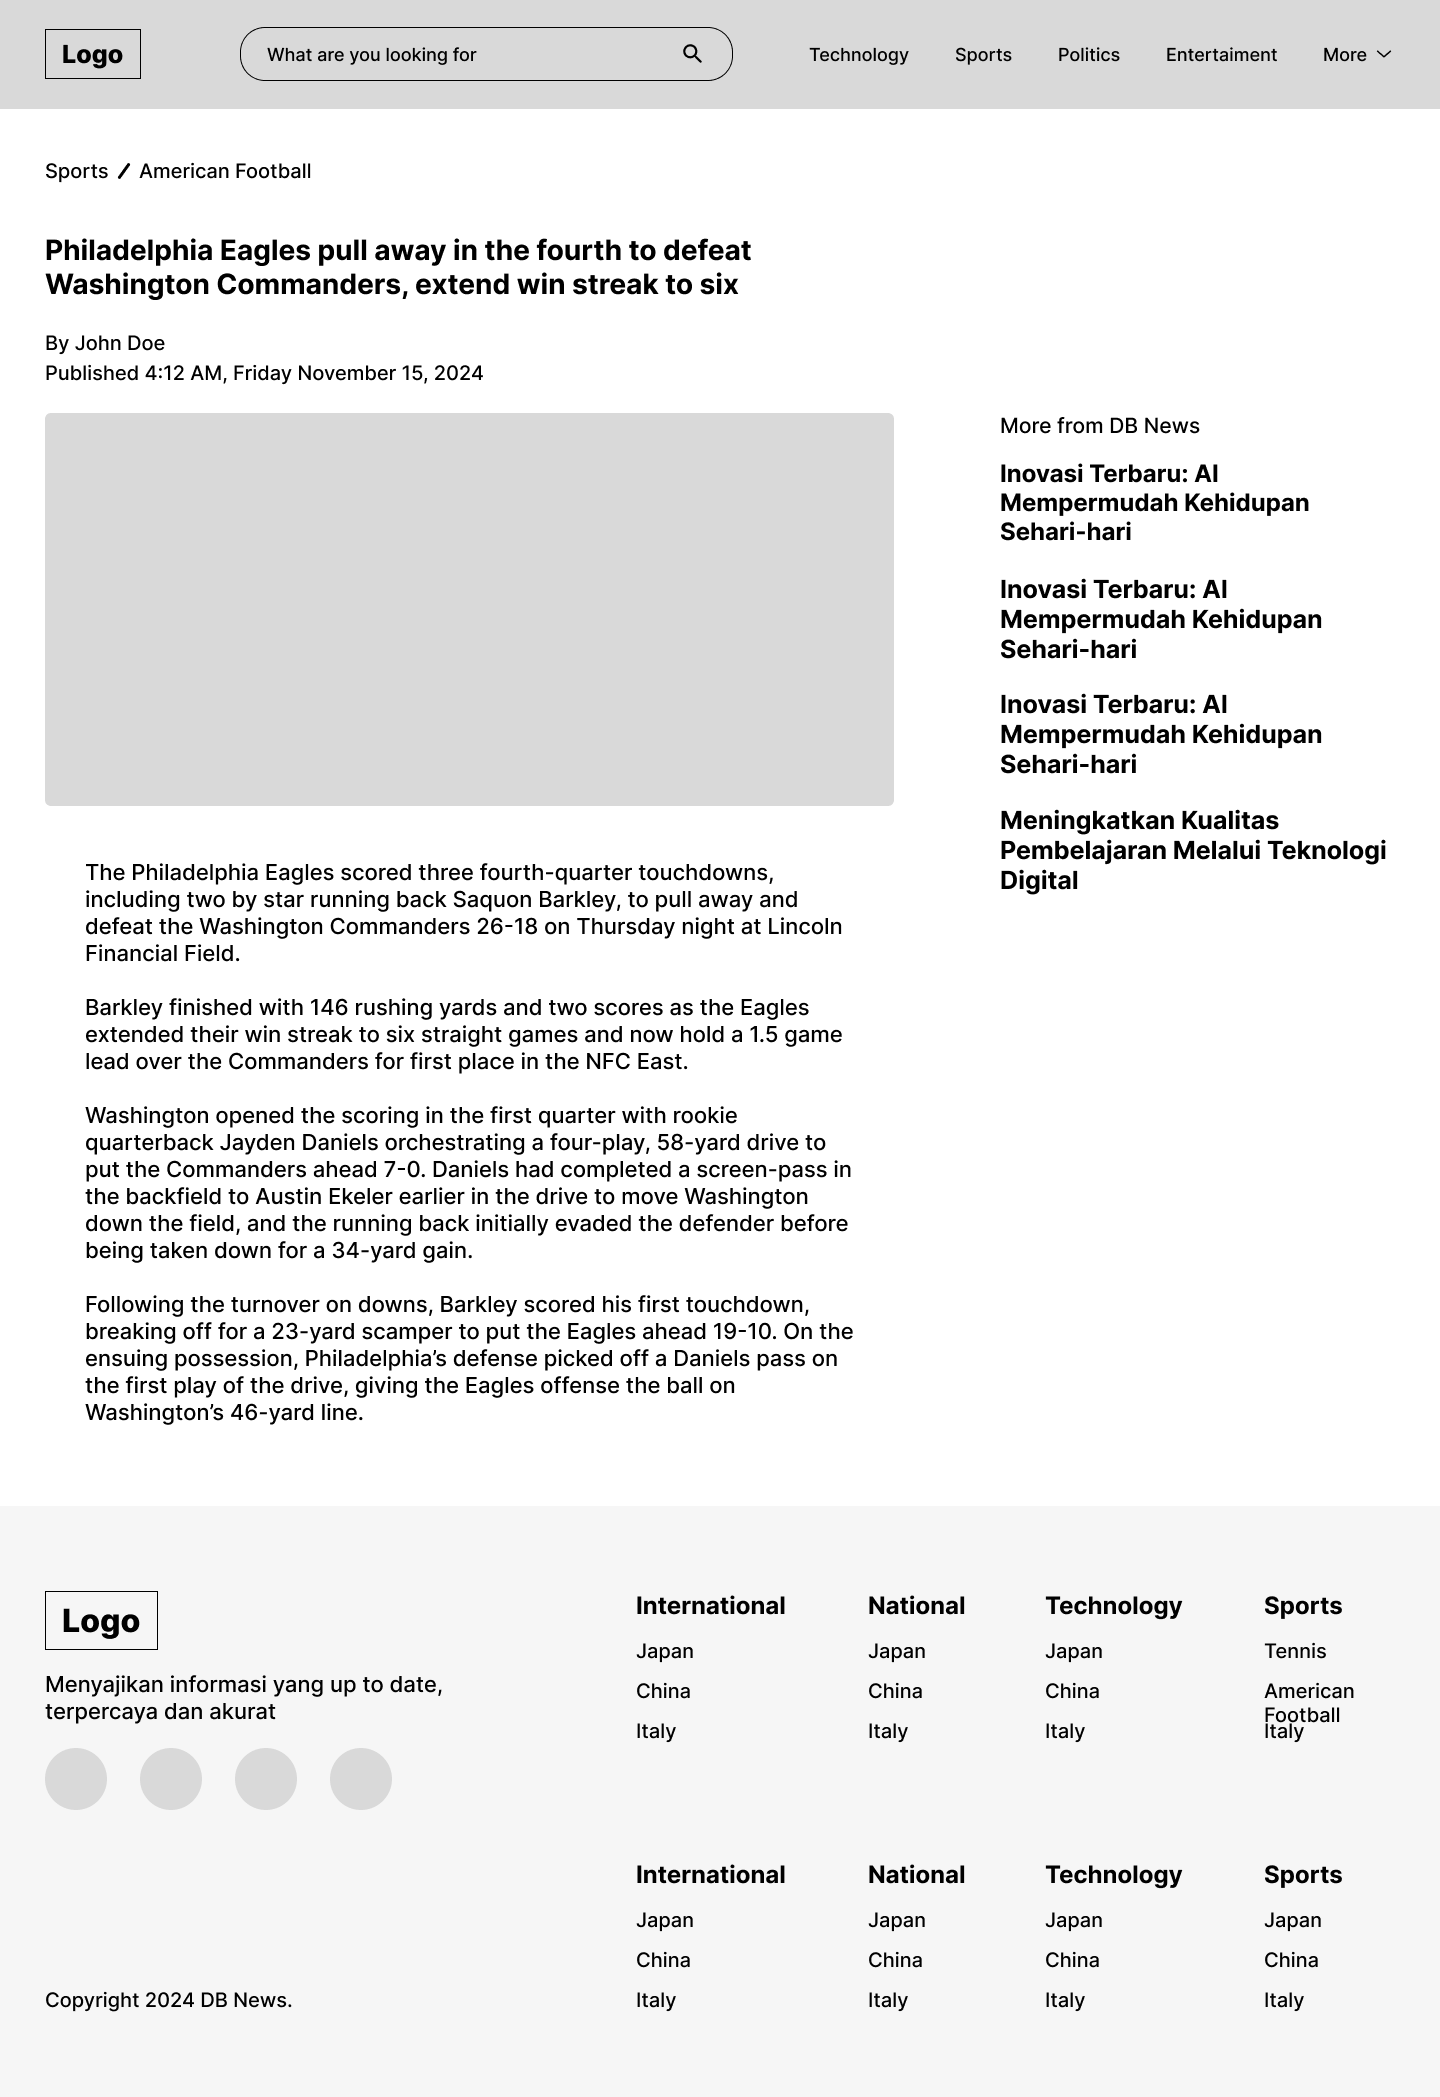 Logo
What are you looking for
Technology
Sports
Politics
Entertaiment
More
Sports / American Football
Philadelphia Eagles pull away in the fourth to defeat
Washington Commanders, extend win streak to six
By John Doe
Published 4:12 AM, Friday November 15, 2024
The Philadelphia Eagles scored three fourth-quarter touchdowns,
including two by star running back Saquon Barkley, to pull away and
defeat the Washington Commanders 26-18 on Thursday night at Lincoln
Financial Field.
Barkley finished with 146 rushing yards and two scores as the Eagles
extended their win streak to six straight games and now hold a 1.5 game
lead over the Commanders for first place in the NFC East.
Washington opened the scoring in the first quarter with rookie
quarterback Jayden Daniels orchestrating a four-play, 58-yard drive to
put the Commanders ahead 7-0. Daniels had completed a screen-pass in
the backfield to Austin Ekeler earlier in the drive to move Washington
down the field, and the running back initially evaded the defender before
being taken down for a 34-yard gain.
Following the turnover on downs, Barkley scored his first touchdown,
breaking off for a 23-yard scamper to put the Eagles ahead 19-10. On the
ensuing possession, Philadelphia’s defense picked off a Daniels pass on
the first play of the drive, giving the Eagles offense the ball on
Washington’s 46-yard line.
More from DB News
Inovasi Terbaru: AI
Mempermudah Kehidupan
Sehari-hari
Inovasi Terbaru: AI
Mempermudah Kehidupan
Sehari-hari
Inovasi Terbaru: AI
Mempermudah Kehidupan
Sehari-hari
Meningkatkan Kualitas
Pembelajaran Melalui Teknologi
Digital
Logo
Menyajikan informasi yang up to date,
terpercaya dan akurat
International
Japan
China
Italy
National
Japan
China
Italy
Technology
Japan
China
Italy
Sports
Tennis
American
Football
Italy
International
Japan
China
Italy
National
Japan
China
Italy
Technology
Japan
China
Italy
Sports
Japan
China
Italy
Copyright 2024 DB News.